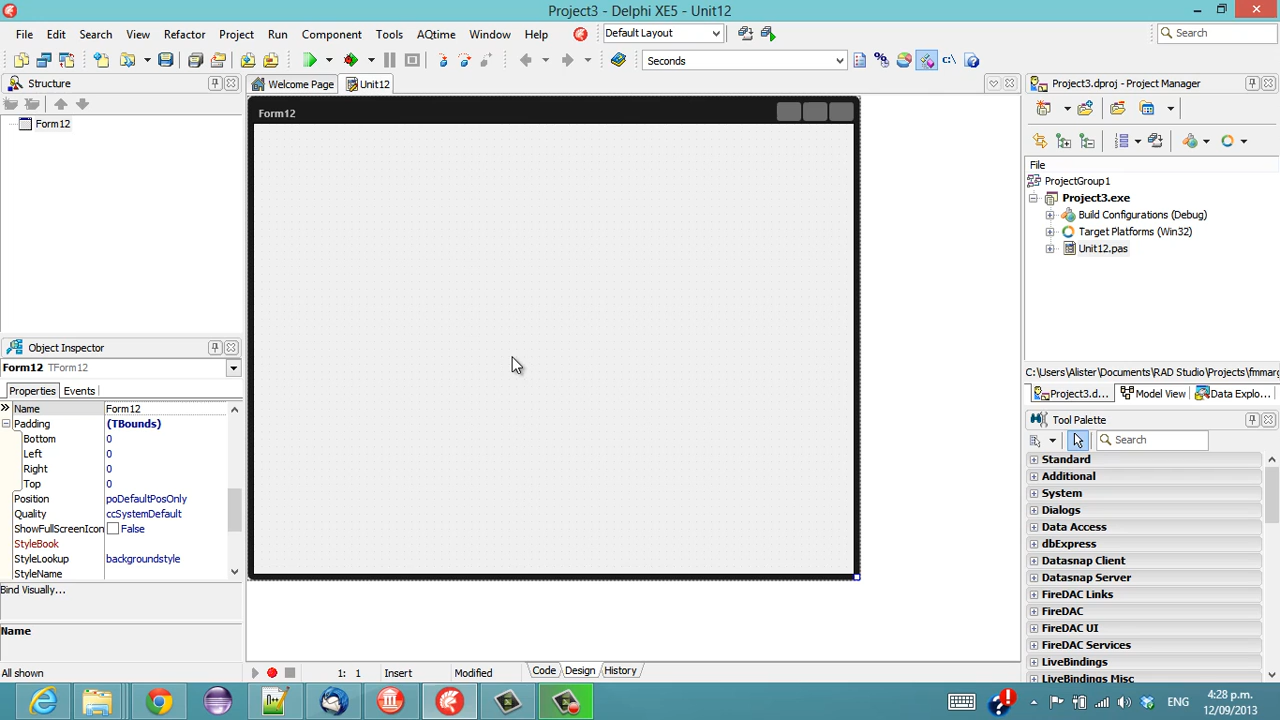 Project3 - Delphi XE5 - Unit12
File Edit Search View Refactor Project Run Component Tools AQtime Window Help
Default Layout
Search
Seconds
C:\
Structure
Form12
Welcome Page
Unit12
Form12
Object Inspector
Form12 TForm12
Properties Events
Name Form12
Padding (TBounds)
Bottom 0
Left 0
Right 0
Top 0
Position poDefaultPosOnly
Quality ccSystemDefault
ShowFullScreenIcon False
StyleBook
StyleLookup backgroundstyle
StyleName
Bind Visually...
Name
All shown
1: 1
Insert
Modified
Code Design History
Project3.dproj - Project Manager
File
ProjectGroup1
Project3.exe
Build Configurations (Debug)
Target Platforms (Win32)
Unit12.pas
C:\Users\Alister\Documents\RAD Studio\Projects\fmmarg
Project3.d... Model View Data Explo...
Tool Palette
Search
Standard
Additional
System
Dialogs
Data Access
dbExpress
Datasnap Client
Datasnap Server
FireDAC Links
FireDAC
FireDAC UI
FireDAC Services
LiveBindings
LiveBindings Misc
ENG
4:28 p.m.
12/09/2013